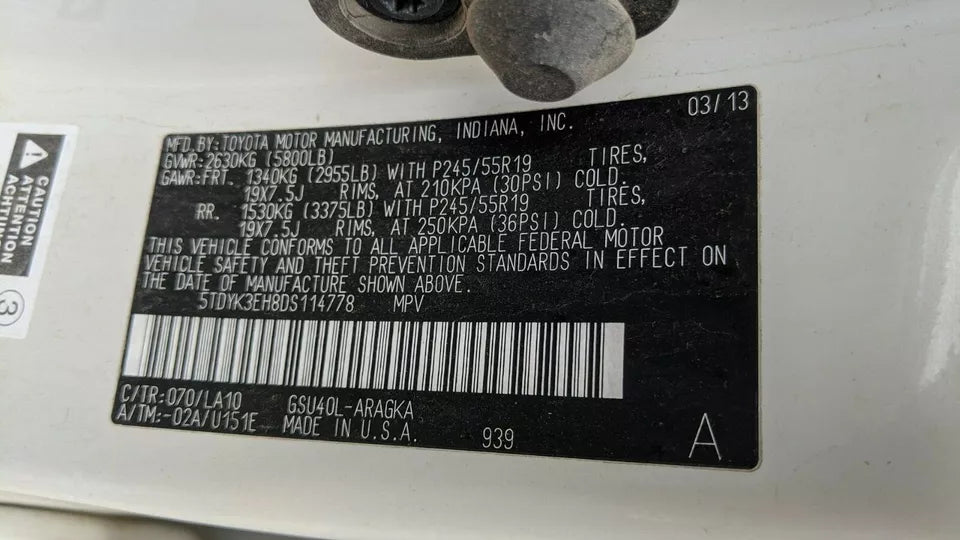 03/13
MFD. BY: TOYOTA MOTOR MANUFACTURING, INDIANA, INC.
GVWR: 2630KG (5800LB)
GAWR: FRT. 1340KG (2955LB) WITH P245/55R19 TIRES,
19X7.5J RIMS, AT 210KPA (30PSI) COLD.
RR. 1530KG (3375LB) WITH P245/55R19 TIRES,
19X7.5J RIMS, AT 250KPA (36PSI) COLD.
THIS VEHICLE CONFORMS TO ALL APPLICABLE FEDERAL MOTOR
VEHICLE SAFETY AND THEFT PREVENTION STANDARDS IN EFFECT ON
THE DATE OF MANUFACTURE SHOWN ABOVE.
5TDYK3EH8DS114778 MPV
C/TR: 070/LA10 GSU40L-ARAGKA
A/TM: -02A/U151E MADE IN U.S.A. 939 A
CAUTION
ATTENTION
ACHTUNG
3